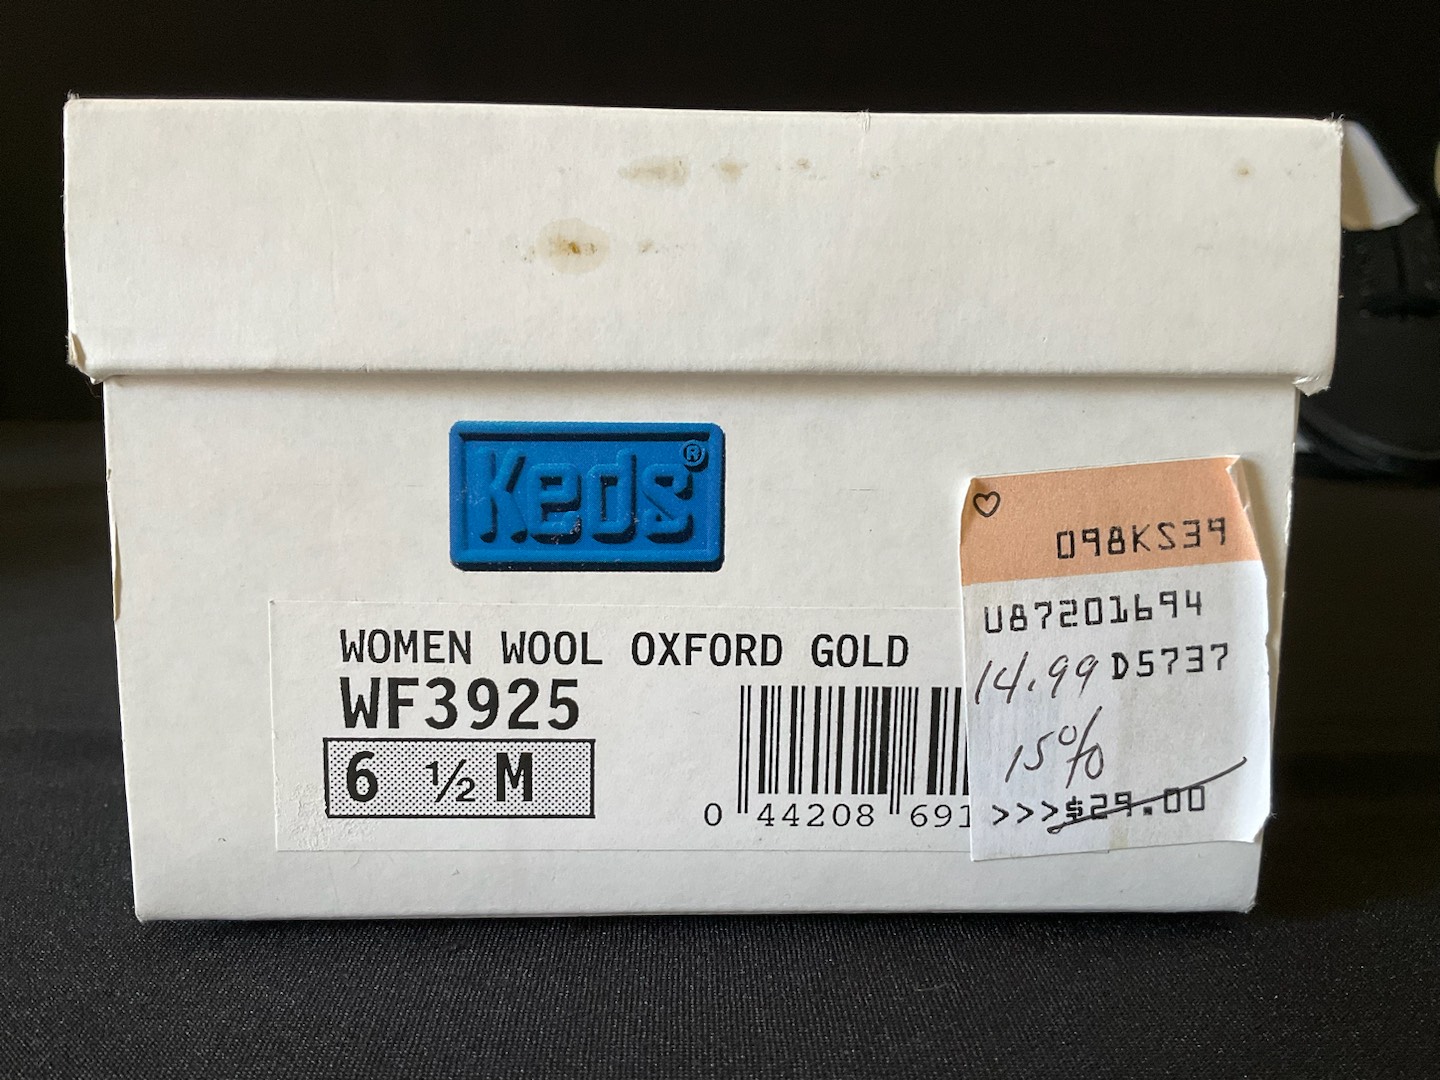 Keds®
WOMEN WOOL OXFORD GOLD
WF3925
6 ½ M
0 44208 691
098KS39
U87201694
14.99 D5737
15%
>>>$29.00